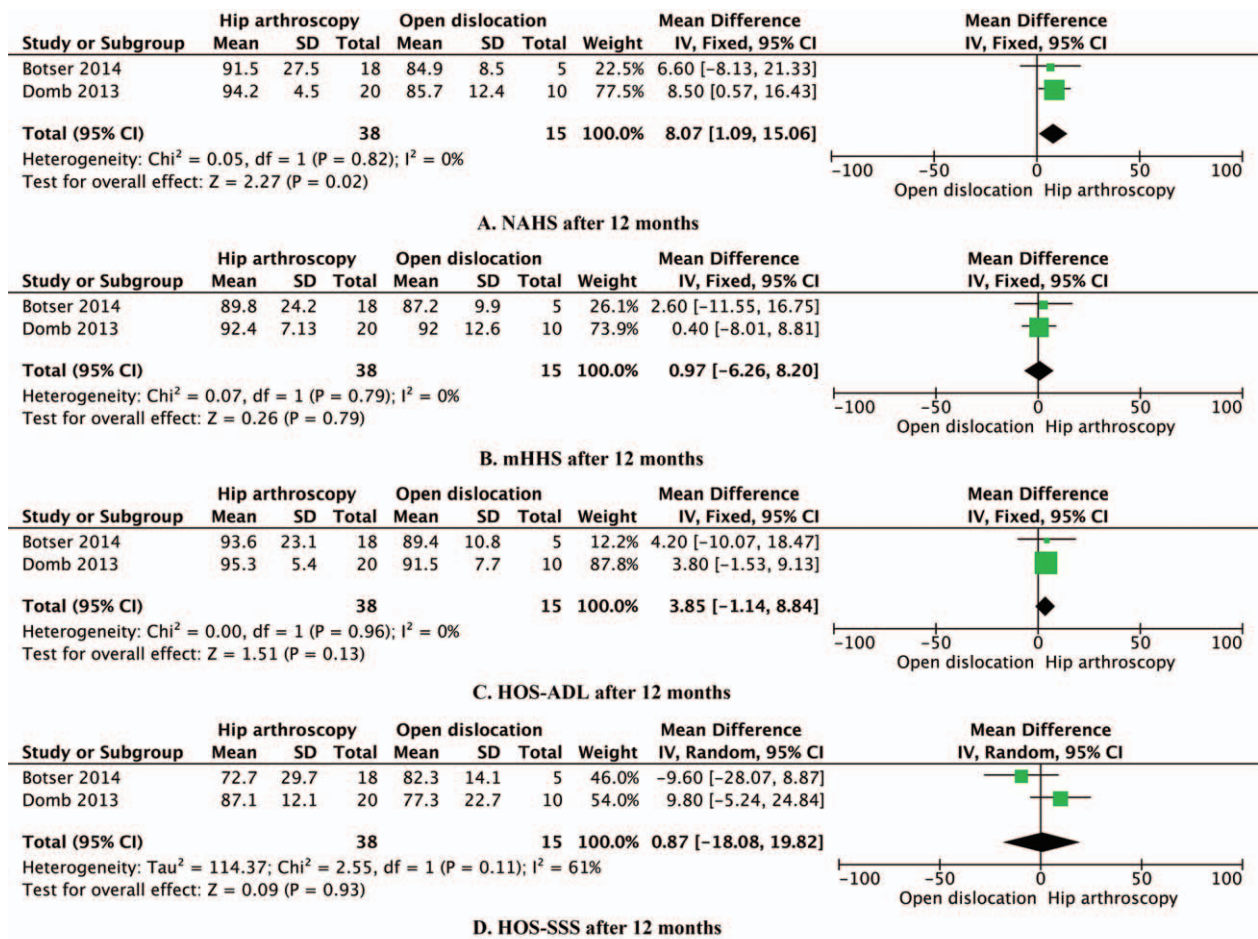 Hip arthroscopy Open dislocation Mean Difference Mean Difference
Study or Subgroup Mean SD Total Mean SD Total Weight IV, Fixed, 95% CI IV, Fixed, 95% CI
Botser 2014 91.5 27.5 18 84.9 8.5 5 22.5% 6.60 [-8.13, 21.33]
Domb 2013 94.2 4.5 20 85.7 12.4 10 77.5% 8.50 [0.57, 16.43]
Total (95% CI) 38 15 100.0% 8.07 [1.09, 15.06]
Heterogeneity: Chi² = 0.05, df = 1 (P = 0.82); I² = 0%
Test for overall effect: Z = 2.27 (P = 0.02)
-100 -50 0 50 100
Open dislocation Hip arthroscopy
A. NAHS after 12 months
Hip arthroscopy Open dislocation Mean Difference Mean Difference
Study or Subgroup Mean SD Total Mean SD Total Weight IV, Fixed, 95% CI IV, Fixed, 95% CI
Botser 2014 89.8 24.2 18 87.2 9.9 5 26.1% 2.60 [-11.55, 16.75]
Domb 2013 92.4 7.13 20 92 12.6 10 73.9% 0.40 [-8.01, 8.81]
Total (95% CI) 38 15 100.0% 0.97 [-6.26, 8.20]
Heterogeneity: Chi² = 0.07, df = 1 (P = 0.79); I² = 0%
Test for overall effect: Z = 0.26 (P = 0.79)
-100 -50 0 50 100
Open dislocation Hip arthroscopy
B. mHHS after 12 months
Hip arthroscopy Open dislocation Mean Difference Mean Difference
Study or Subgroup Mean SD Total Mean SD Total Weight IV, Fixed, 95% CI IV, Fixed, 95% CI
Botser 2014 93.6 23.1 18 89.4 10.8 5 12.2% 4.20 [-10.07, 18.47]
Domb 2013 95.3 5.4 20 91.5 7.7 10 87.8% 3.80 [-1.53, 9.13]
Total (95% CI) 38 15 100.0% 3.85 [-1.14, 8.84]
Heterogeneity: Chi² = 0.00, df = 1 (P = 0.96); I² = 0%
Test for overall effect: Z = 1.51 (P = 0.13)
-100 -50 0 50 100
Open dislocation Hip arthroscopy
C. HOS-ADL after 12 months
Hip arthroscopy Open dislocation Mean Difference Mean Difference
Study or Subgroup Mean SD Total Mean SD Total Weight IV, Random, 95% CI IV, Random, 95% CI
Botser 2014 72.7 29.7 18 82.3 14.1 5 46.0% -9.60 [-28.07, 8.87]
Domb 2013 87.1 12.1 20 77.3 22.7 10 54.0% 9.80 [-5.24, 24.84]
Total (95% CI) 38 15 100.0% 0.87 [-18.08, 19.82]
Heterogeneity: Tau² = 114.37; Chi² = 2.55, df = 1 (P = 0.11); I² = 61%
Test for overall effect: Z = 0.09 (P = 0.93)
-100 -50 0 50 100
Open dislocation Hip arthroscopy
D. HOS-SSS after 12 months